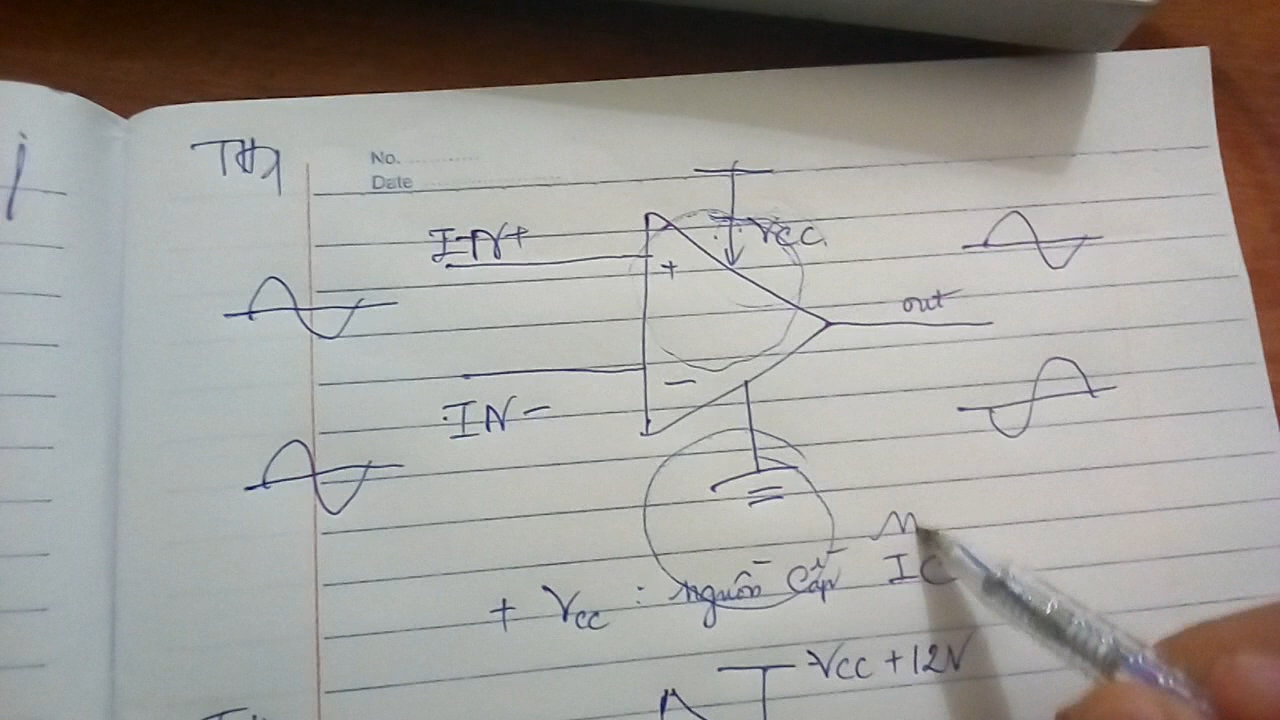 TH1
No.
Date
IN+
VCC
+
out
−
IN −
+ Vcc : nguồn cấp IC
VCC +12V